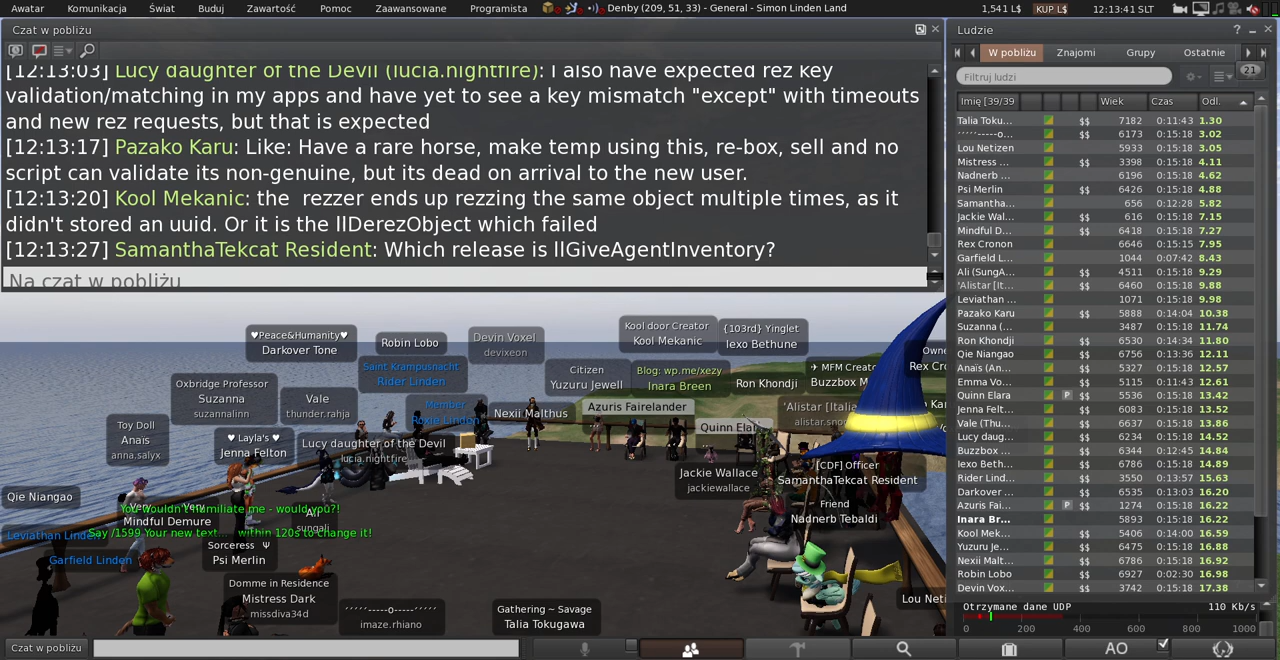 Awatar Komunikacja Świat Buduj Zawartość Pomoc Zaawansowane Programista Denby (209, 51, 33) - General - Simon Linden Land 1,541 L$ KUP L$ 12:13:41 SLT
Czat w pobliżu
[12:13:03] Lucy daughter of the Devil (lucia.nightfire): I also have expected rez key
validation/matching in my apps and have yet to see a key mismatch "except" with timeouts
and new rez requests, but that is expected
[12:13:17] Pazako Karu: Like: Have a rare horse, make temp using this, re-box, sell and no
script can validate its non-genuine, but its dead on arrival to the new user.
[12:13:20] Kool Mekanic: the  rezzer ends up rezzing the same object multiple times, as it
didn't stored an uuid. Or it is the llDerezObject which failed
[12:13:27] SamanthaTekcat Resident: Which release is llGiveAgentInventory?
Na czat w pobliżu
♥Peace&Humanity♥
Darkover Tone
Robin Lobo
Devin Voxel
devixeon
Kool door Creator
Kool Mekanic
{103rd} Yinglet
Iexo Bethune
Saint Krampusnacht
Rider Linden
Citizen
Yuzuru Jewell
Blog: wp.me/xezy
Inara Breen
Ron Khondji
✈ MFM Creato
Buzzbox M
Owne
Rex Cro
Oxbridge Professor
Suzanna
suzannalinn
Vale
thunder.rahja
Member
Roxie Linden
Nexii Malthus
Azuris Fairelander
'Alistar [Italia
alistair.sno
Quinn Elar
Toy Doll
Anais
anna.salyx
♥ Layla's ♥
Jenna Felton
Lucy daughter of the Devil
lucia.nightfire
Jackie Wallace
jackiewallace
[CDF] Officer
SamanthaTekcat Resident
Friend
Nadnerb Tebaldi
Qie Niangao
You wouldn't humiliate me - would you?!
Mindful Demure
Ali
sungali
Say /1599 Your new text... within 120s to change it!
Leviathan Linden
Garfield Linden
Sorceress Ψ
Psi Merlin
Domme in Residence
Mistress Dark
missdiva34d
´´´´´-----o-----´´´´´
imaze.rhiano
Gathering ~ Savage
Talia Tokugawa
Lou Neti
Czat w pobliżu
AO
Ludzie
W pobliżu Znajomi Grupy Ostatnie
Filtruj ludzi 21
Imię [39/39 Wiek Czas Odl.
Talia Toku... $$ 7182 0:11:43 1.30
´´´´´-----o... $$ 6173 0:15:18 3.02
Lou Netizen 5933 0:15:18 3.05
Mistress ... $$ 3398 0:15:18 4.11
Nadnerb ... 6196 0:15:18 4.62
Psi Merlin $$ 6426 0:15:18 4.88
Samantha... 656 0:12:28 5.82
Jackie Wal... $$ 616 0:15:18 7.15
Mindful D... $$ 6418 0:15:18 7.27
Rex Cronon 6646 0:15:15 7.95
Garfield L... 1044 0:07:42 8.43
Ali (SungA... $$ 4511 0:15:18 9.29
'Alistar [It... $$ 6460 0:15:18 9.88
Leviathan ... 1071 0:15:18 9.98
Pazako Karu $$ 5888 0:14:04 10.38
Suzanna (... 3487 0:15:18 11.74
Ron Khondji $$ 6530 0:14:34 11.80
Qie Niangao $$ 6756 0:13:36 12.11
Anais (An... $$ 5327 0:15:18 12.57
Emma Vo... $$ 5115 0:11:43 12.61
Quinn Elara P $$ 5536 0:15:18 13.42
Jenna Felt... $$ 6083 0:15:18 13.52
Vale (Thu... $$ 6637 0:15:18 13.86
Lucy daug... $$ 6234 0:15:18 14.52
Buzzbox ... $$ 6344 0:12:28 14.84
Iexo Beth... $$ 6786 0:15:18 14.89
Rider Lind... $$ 3550 0:13:57 15.63
Darkover ... $$ 6535 0:13:03 16.20
Azuris Fai... P $$ 1274 0:15:18 16.22
Inara Br... 5893 0:15:18 16.22
Kool Mek... $$ 5406 0:14:00 16.59
Yuzuru Je... $$ 6475 0:15:18 16.88
Nexii Malt... $$ 6786 0:15:18 16.92
Robin Lobo $$ 6927 0:02:30 16.98
Devin Vox... $$ 3742 0:15:18 17.38
Otrzymane dane UDP 110 Kb/s
0 200 400 600 800 1000